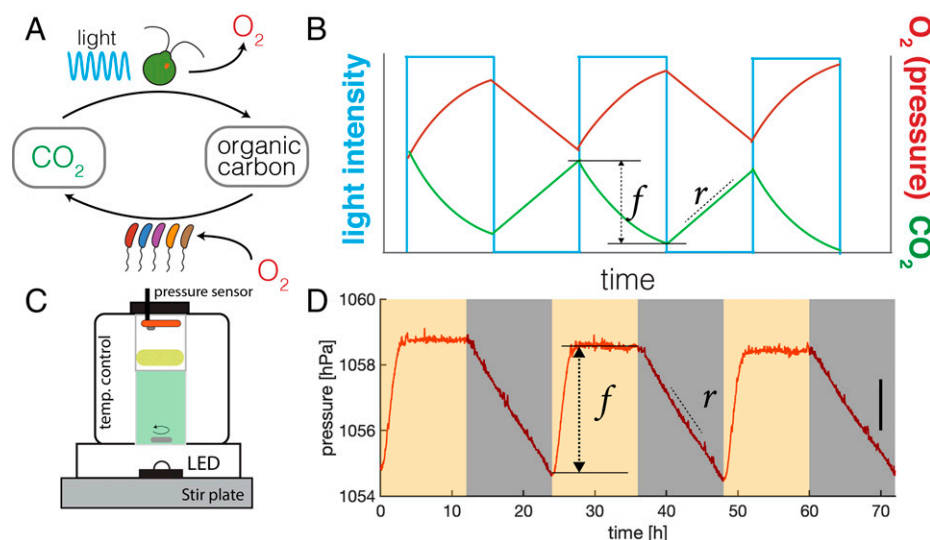 A
light
O2
CO2
organic
carbon
O2
B
light intensity
f
r
time
O2 (pressure)
CO2
C
pressure sensor
temp. control
LED
Stir plate
D
pressure [hPa]
1060
1058
1056
1054
f
r
0 10 20 30 40 50 60 70
time [h]